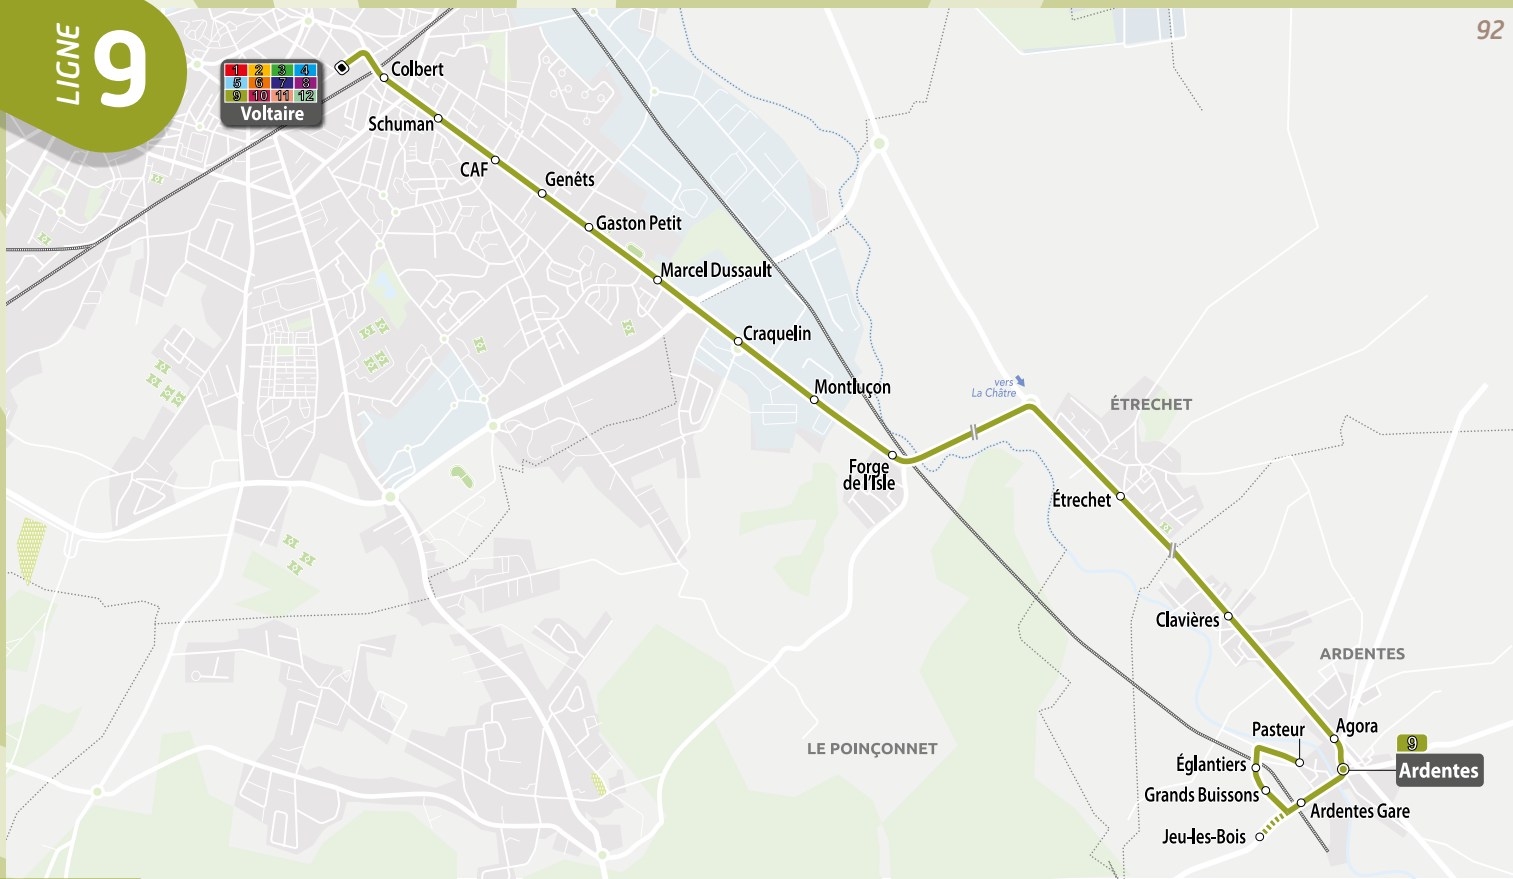 LIGNE
9
92
1 2 3 4
5 6 7 8
9 10 11 12
Voltaire
Colbert
Schuman
CAF
Genêts
Gaston Petit
Marcel Dussault
Craquelin
Montluçon
vers
La Châtre
ÉTRECHET
Forge
de l'Isle
Étrechet
Clavières
ARDENTES
Pasteur
Agora
9
Ardentes
LE POINÇONNET
Églantiers
Grands Buissons
Ardentes Gare
Jeu-les-Bois